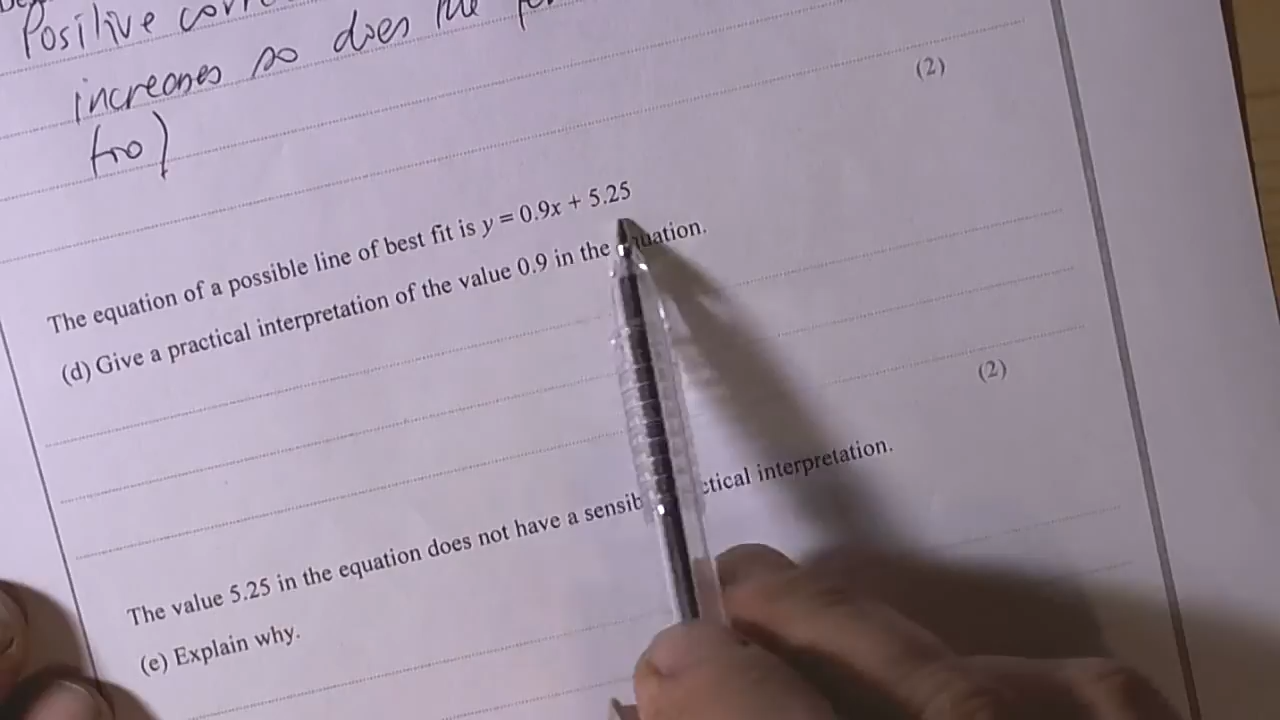 Positive
increases so does the
too)
(2)
The equation of a possible line of best fit is y = 0.9x + 5.25
(d) Give a practical interpretation of the value 0.9 in the equation.
(2)
The value 5.25 in the equation does not have a sensib ctical interpretation.
(e) Explain why.